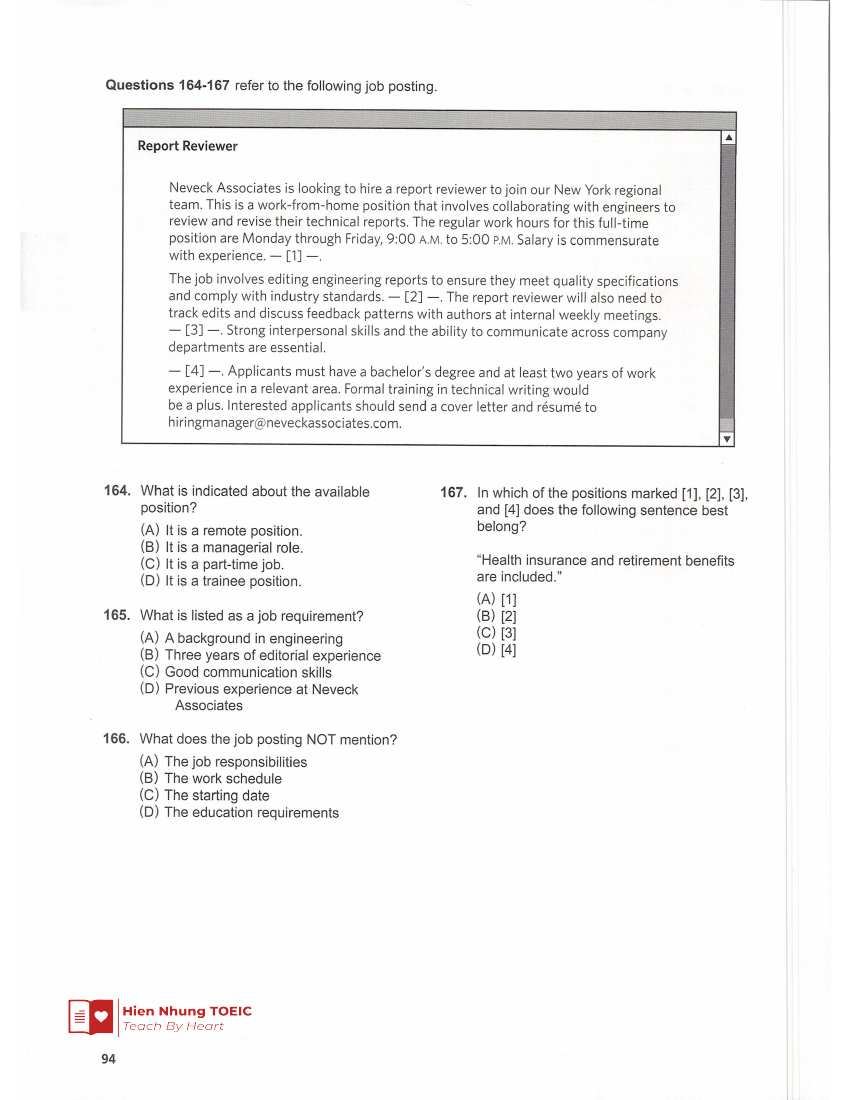 Questions 164-167 refer to the following job posting.
Report Reviewer
Neveck Associates is looking to hire a report reviewer to join our New York regional
team. This is a work-from-home position that involves collaborating with engineers to
review and revise their technical reports. The regular work hours for this full-time
position are Monday through Friday, 9:00 A.M. to 5:00 P.M. Salary is commensurate
with experience. — [1] —.
The job involves editing engineering reports to ensure they meet quality specifications
and comply with industry standards. — [2] —. The report reviewer will also need to
track edits and discuss feedback patterns with authors at internal weekly meetings.
— [3] —. Strong interpersonal skills and the ability to communicate across company
departments are essential.
— [4] —. Applicants must have a bachelor's degree and at least two years of work
experience in a relevant area. Formal training in technical writing would
be a plus. Interested applicants should send a cover letter and résumé to
hiringmanager@neveckassociates.com.
164. What is indicated about the available
position?
(A) It is a remote position.
(B) It is a managerial role.
(C) It is a part-time job.
(D) It is a trainee position.
165. What is listed as a job requirement?
(A) A background in engineering
(B) Three years of editorial experience
(C) Good communication skills
(D) Previous experience at Neveck
Associates
166. What does the job posting NOT mention?
(A) The job responsibilities
(B) The work schedule
(C) The starting date
(D) The education requirements
167. In which of the positions marked [1], [2], [3],
and [4] does the following sentence best
belong?
"Health insurance and retirement benefits
are included."
(A) [1]
(B) [2]
(C) [3]
(D) [4]
Hien Nhung TOEIC
Teach By Heart
94